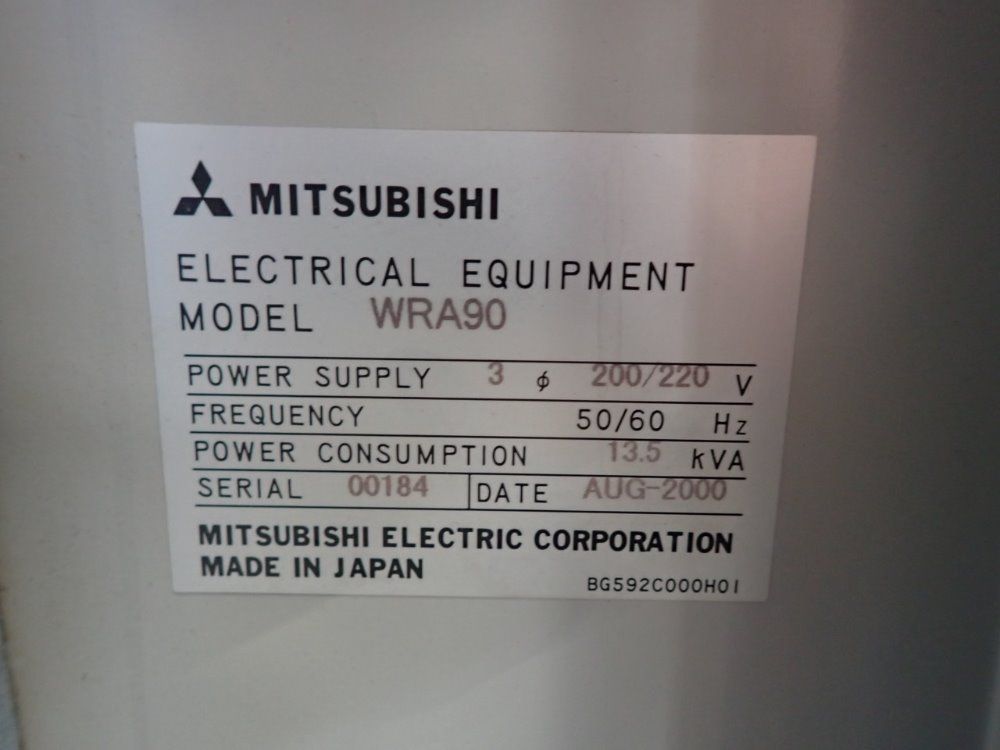 MITSUBISHI
ELECTRICAL EQUIPMENT
MODEL WRA90
POWER SUPPLY 3 ϕ 200/220 V
FREQUENCY 50/60 Hz
POWER CONSUMPTION 13.5 kVA
SERIAL 00184 DATE AUG-2000
MITSUBISHI ELECTRIC CORPORATION
MADE IN JAPAN
BG592C000H01